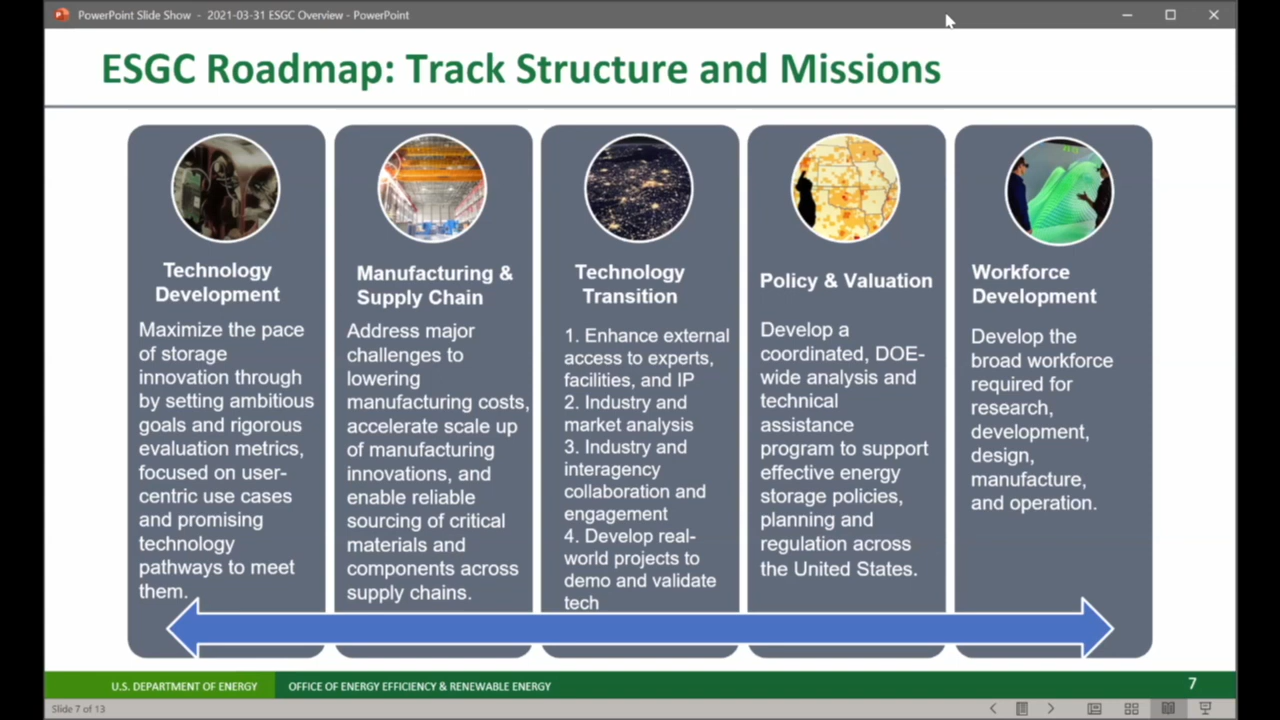 PowerPoint Slide Show - 2021-03-31 ESGC Overview - PowerPoint
ESGC Roadmap: Track Structure and Missions
Technology
Development
Maximize the pace
of storage
innovation through
by setting ambitious
goals and rigorous
evaluation metrics,
focused on user-
centric use cases
and promising
technology
pathways to meet
them.
Manufacturing &
Supply Chain
Address major
challenges to
lowering
manufacturing costs,
accelerate scale up
of manufacturing
innovations, and
enable reliable
sourcing of critical
materials and
components across
supply chains.
Technology
Transition
1. Enhance external
access to experts,
facilities, and IP
2. Industry and
market analysis
3. Industry and
interagency
collaboration and
engagement
4. Develop real-
world projects to
demo and validate
tech
Policy & Valuation
Develop a
coordinated, DOE-
wide analysis and
technical
assistance
program to support
effective energy
storage policies,
planning and
regulation across
the United States.
Workforce
Development
Develop the
broad workforce
required for
research,
development,
design,
manufacture,
and operation.
U.S. DEPARTMENT OF ENERGY OFFICE OF ENERGY EFFICIENCY & RENEWABLE ENERGY 7
Slide 7 of 13